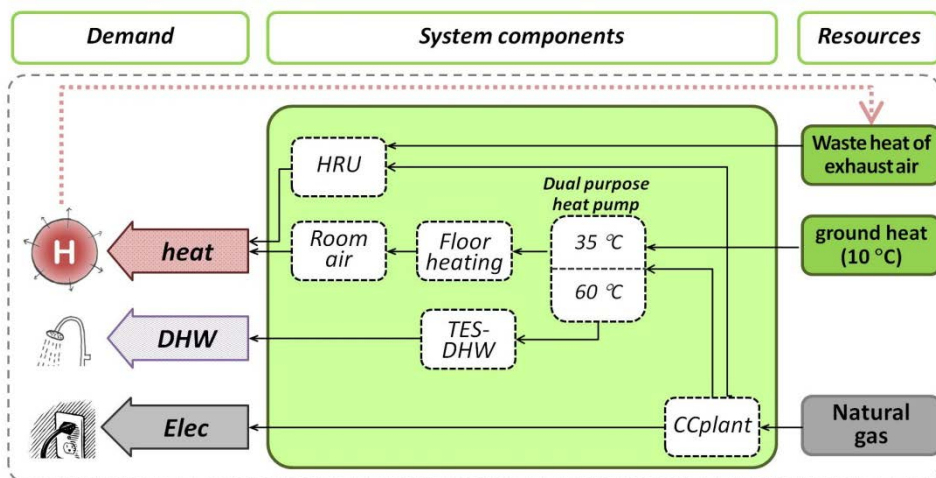 Demand
System components
Resources
Waste heat of
exhaust air
HRU
Dual purpose
heat pump
H
heat
Room
air
Floor
heating
35 °C
60 °C
ground heat
(10 °C)
DHW
TES-
DHW
Elec
CCplant
Natural
gas